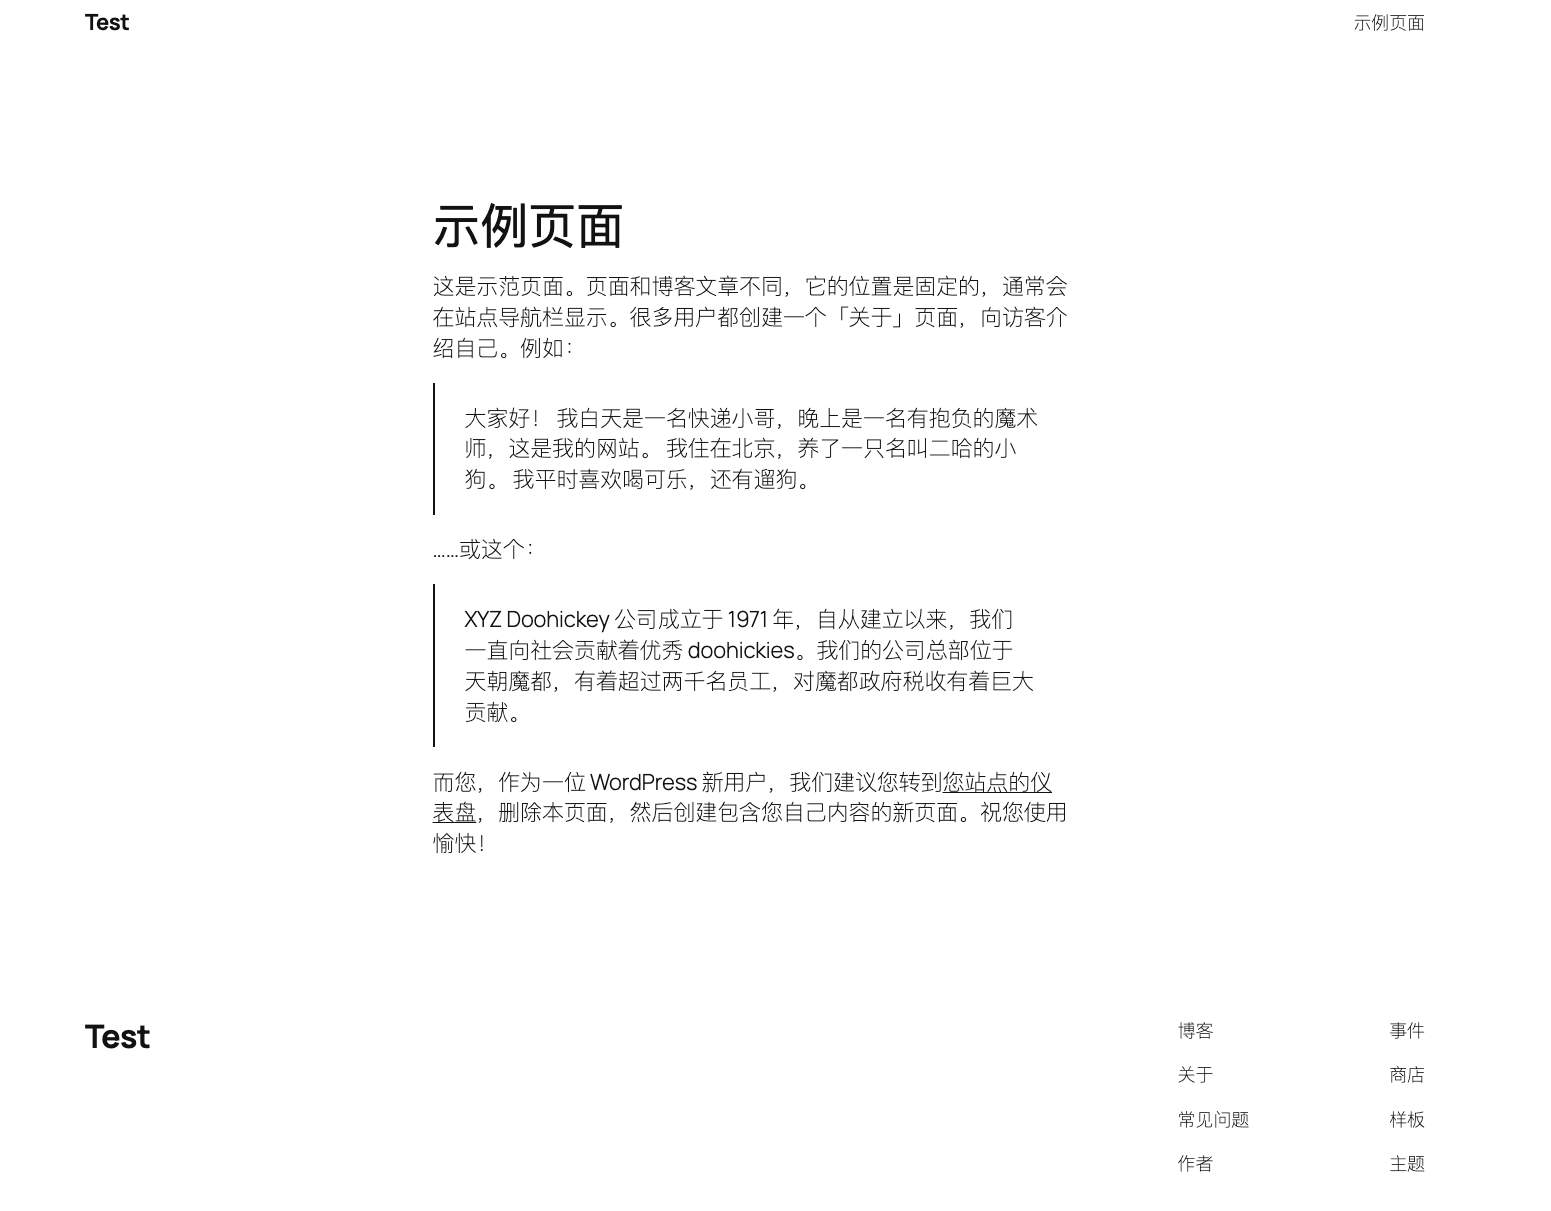 Test
示例页面
示例页面
这是示范页面。页面和博客文章不同，它的位置是固定的，通常会
在站点导航栏显示。很多用户都创建一个「关于」页面，向访客介
绍自己。例如：
大家好！ 我白天是一名快递小哥，晚上是一名有抱负的魔术
师，这是我的网站。 我住在北京，养了一只名叫二哈的小
狗。 我平时喜欢喝可乐，还有遛狗。
……或这个：
XYZ Doohickey 公司成立于 1971 年，自从建立以来，我们
一直向社会贡献着优秀 doohickies。我们的公司总部位于
天朝魔都，有着超过两千名员工，对魔都政府税收有着巨大
贡献。
而您，作为一位 WordPress 新用户，我们建议您转到您站点的仪
表盘，删除本页面，然后创建包含您自己内容的新页面。祝您使用
愉快！
Test
博客
关于
常见问题
作者
事件
商店
样板
主题